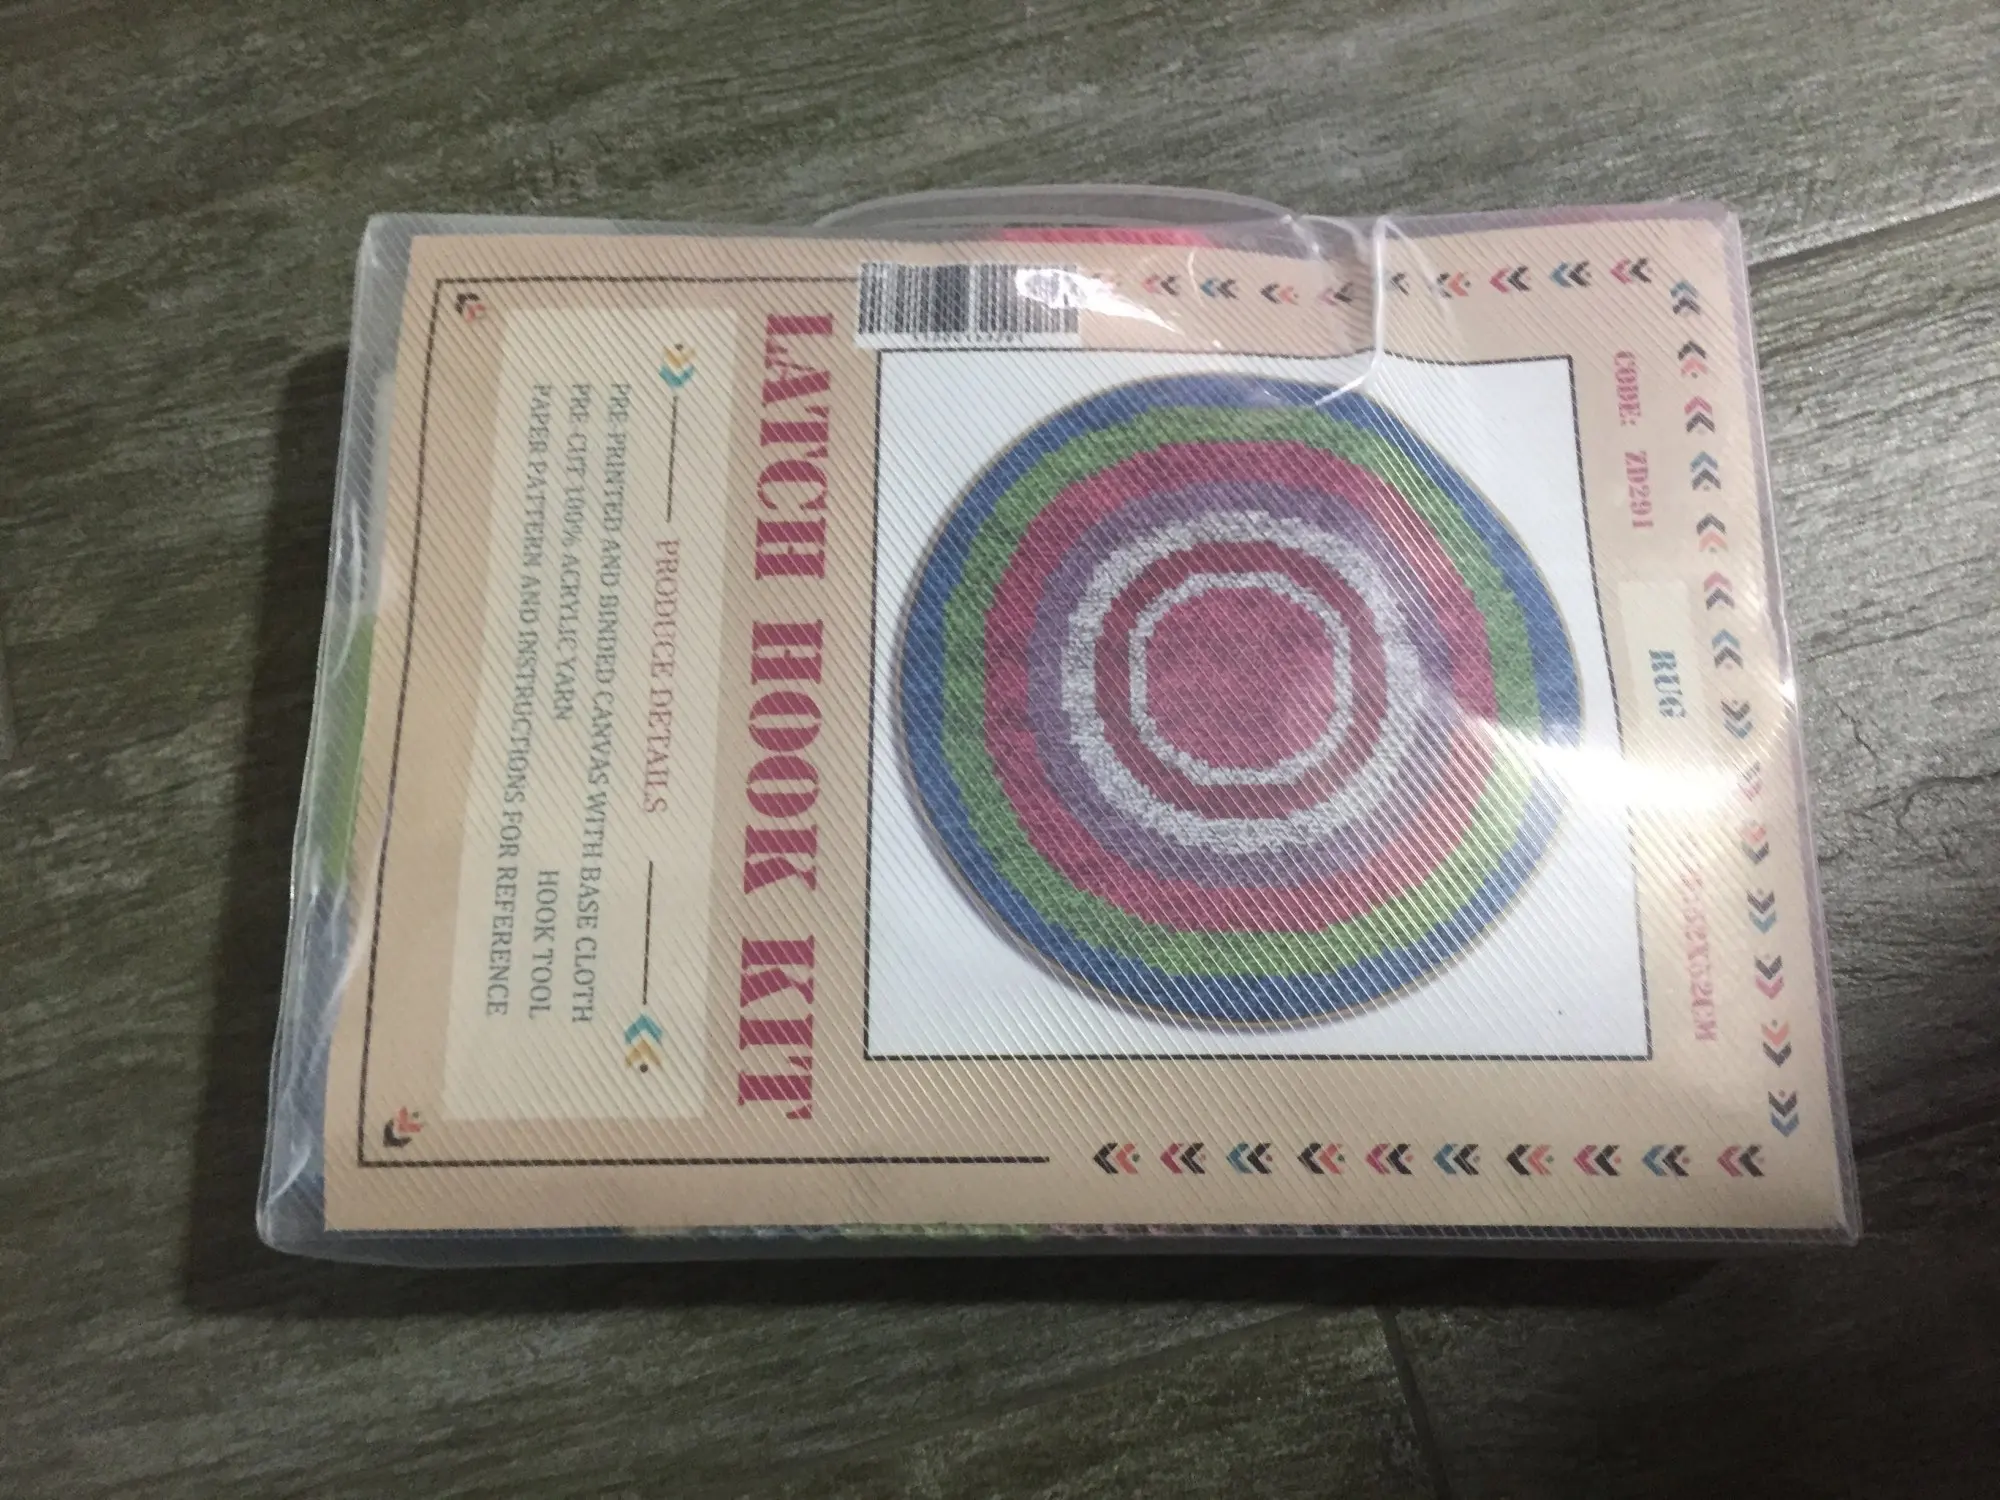 CODE: ZD291
RUG
LATCH HOOK KIT
PRODUCE DETAILS
PRE-PRINTED AND BINDED CANVAS WITH BASE CLOTH
PRE-CUT 100% ACRYLIC YARN
HOOK TOOL
PAPER PATTERN AND INSTRUCTIONS FOR REFERENCE